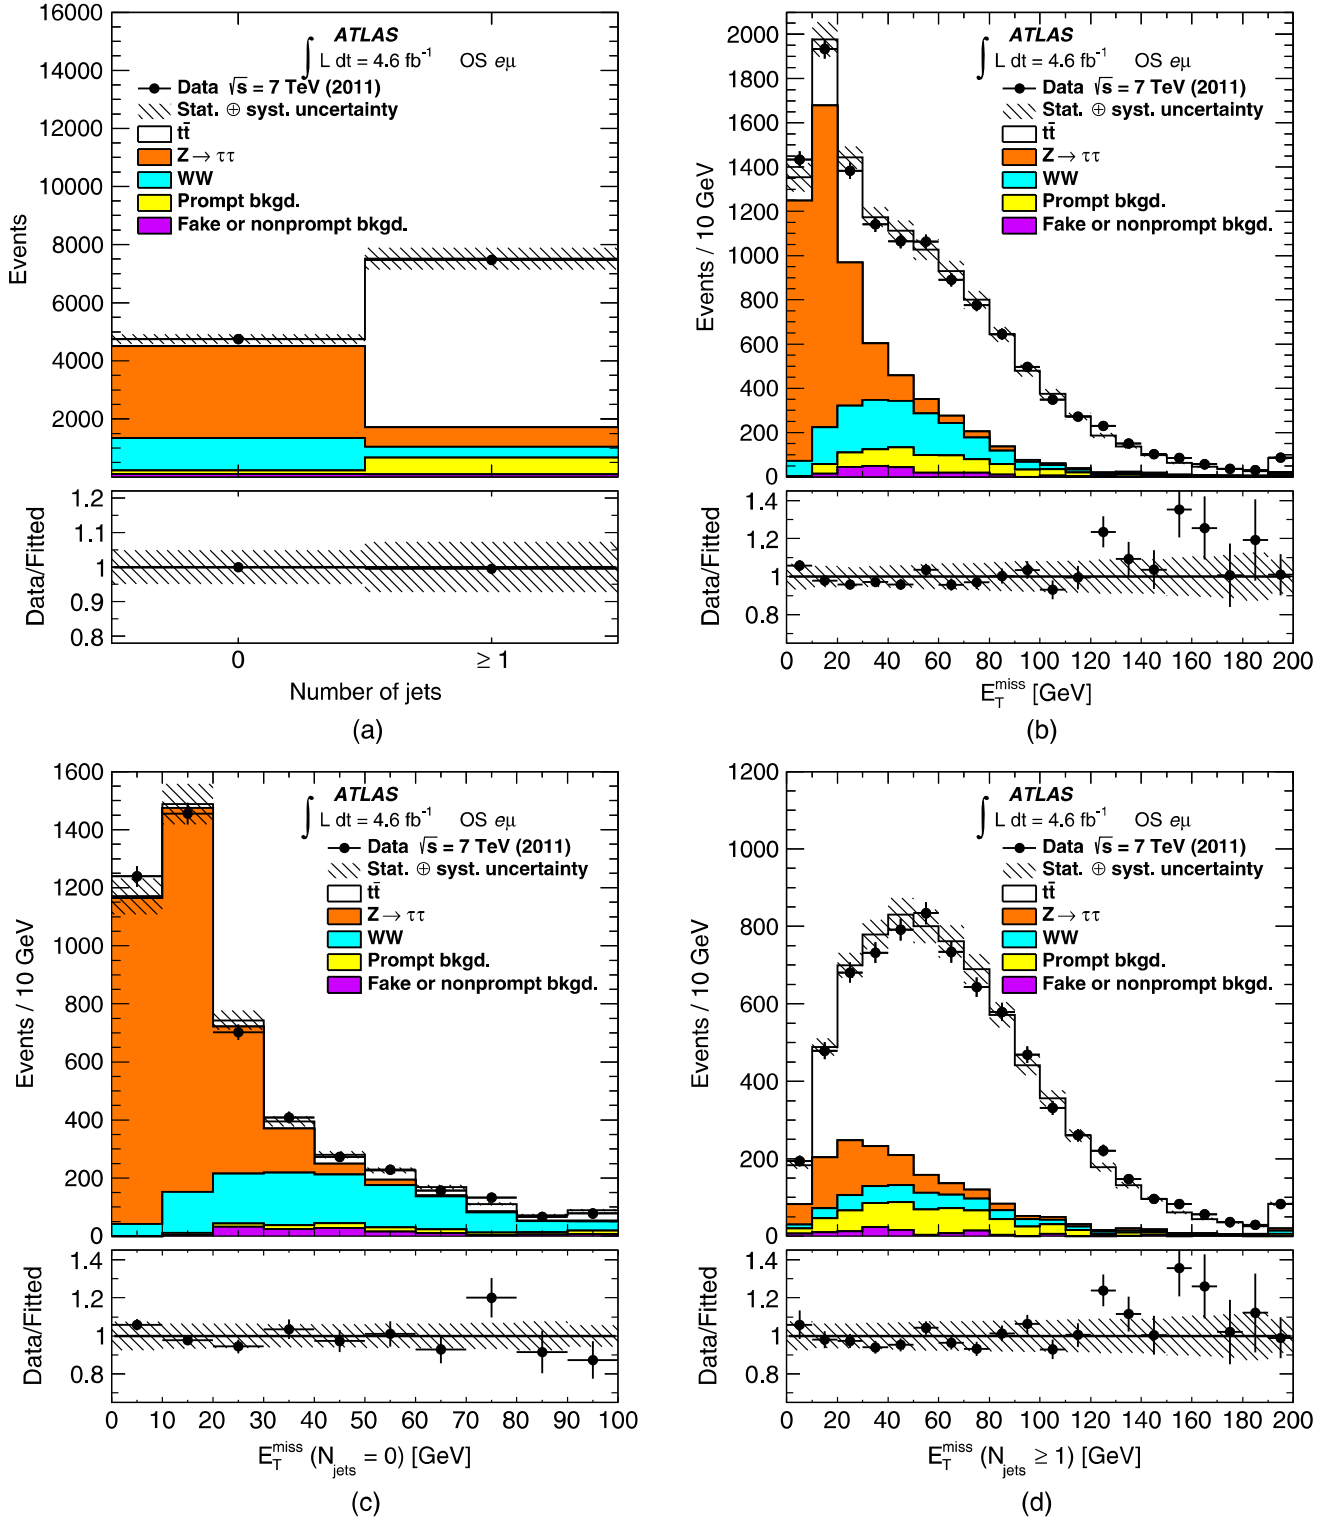 16000
14000
12000
10000
8000
6000
4000
2000
Events
ATLAS
∫ L dt = 4.6 fb⁻¹ OS eμ
Data √s = 7 TeV (2011)
Stat. ⊕ syst. uncertainty
tt̄
Z → ττ
WW
Prompt bkgd.
Fake or nonprompt bkgd.
1.2
1.1
1
0.9
0.8
Data/Fitted
0 ≥ 1
Number of jets
(a)
2000
1800
1600
1400
1200
1000
800
600
400
200
0
Events / 10 GeV
ATLAS
∫ L dt = 4.6 fb⁻¹ OS eμ
Data √s = 7 TeV (2011)
Stat. ⊕ syst. uncertainty
tt̄
Z → ττ
WW
Prompt bkgd.
Fake or nonprompt bkgd.
1.4
1.2
1
0.8
Data/Fitted
0 20 40 60 80 100 120 140 160 180 200
E_T^miss [GeV]
(b)
1600
1400
1200
1000
800
600
400
200
0
Events / 10 GeV
ATLAS
∫ L dt = 4.6 fb⁻¹ OS eμ
Data √s = 7 TeV (2011)
Stat. ⊕ syst. uncertainty
tt̄
Z → ττ
WW
Prompt bkgd.
Fake or nonprompt bkgd.
1.4
1.2
1
0.8
Data/Fitted
0 10 20 30 40 50 60 70 80 90 100
E_T^miss (N_jets = 0) [GeV]
(c)
1200
1000
800
600
400
200
0
Events / 10 GeV
ATLAS
∫ L dt = 4.6 fb⁻¹ OS eμ
Data √s = 7 TeV (2011)
Stat. ⊕ syst. uncertainty
tt̄
Z → ττ
WW
Prompt bkgd.
Fake or nonprompt bkgd.
1.4
1.2
1
0.8
Data/Fitted
0 20 40 60 80 100 120 140 160 180 200
E_T^miss (N_jets ≥ 1) [GeV]
(d)